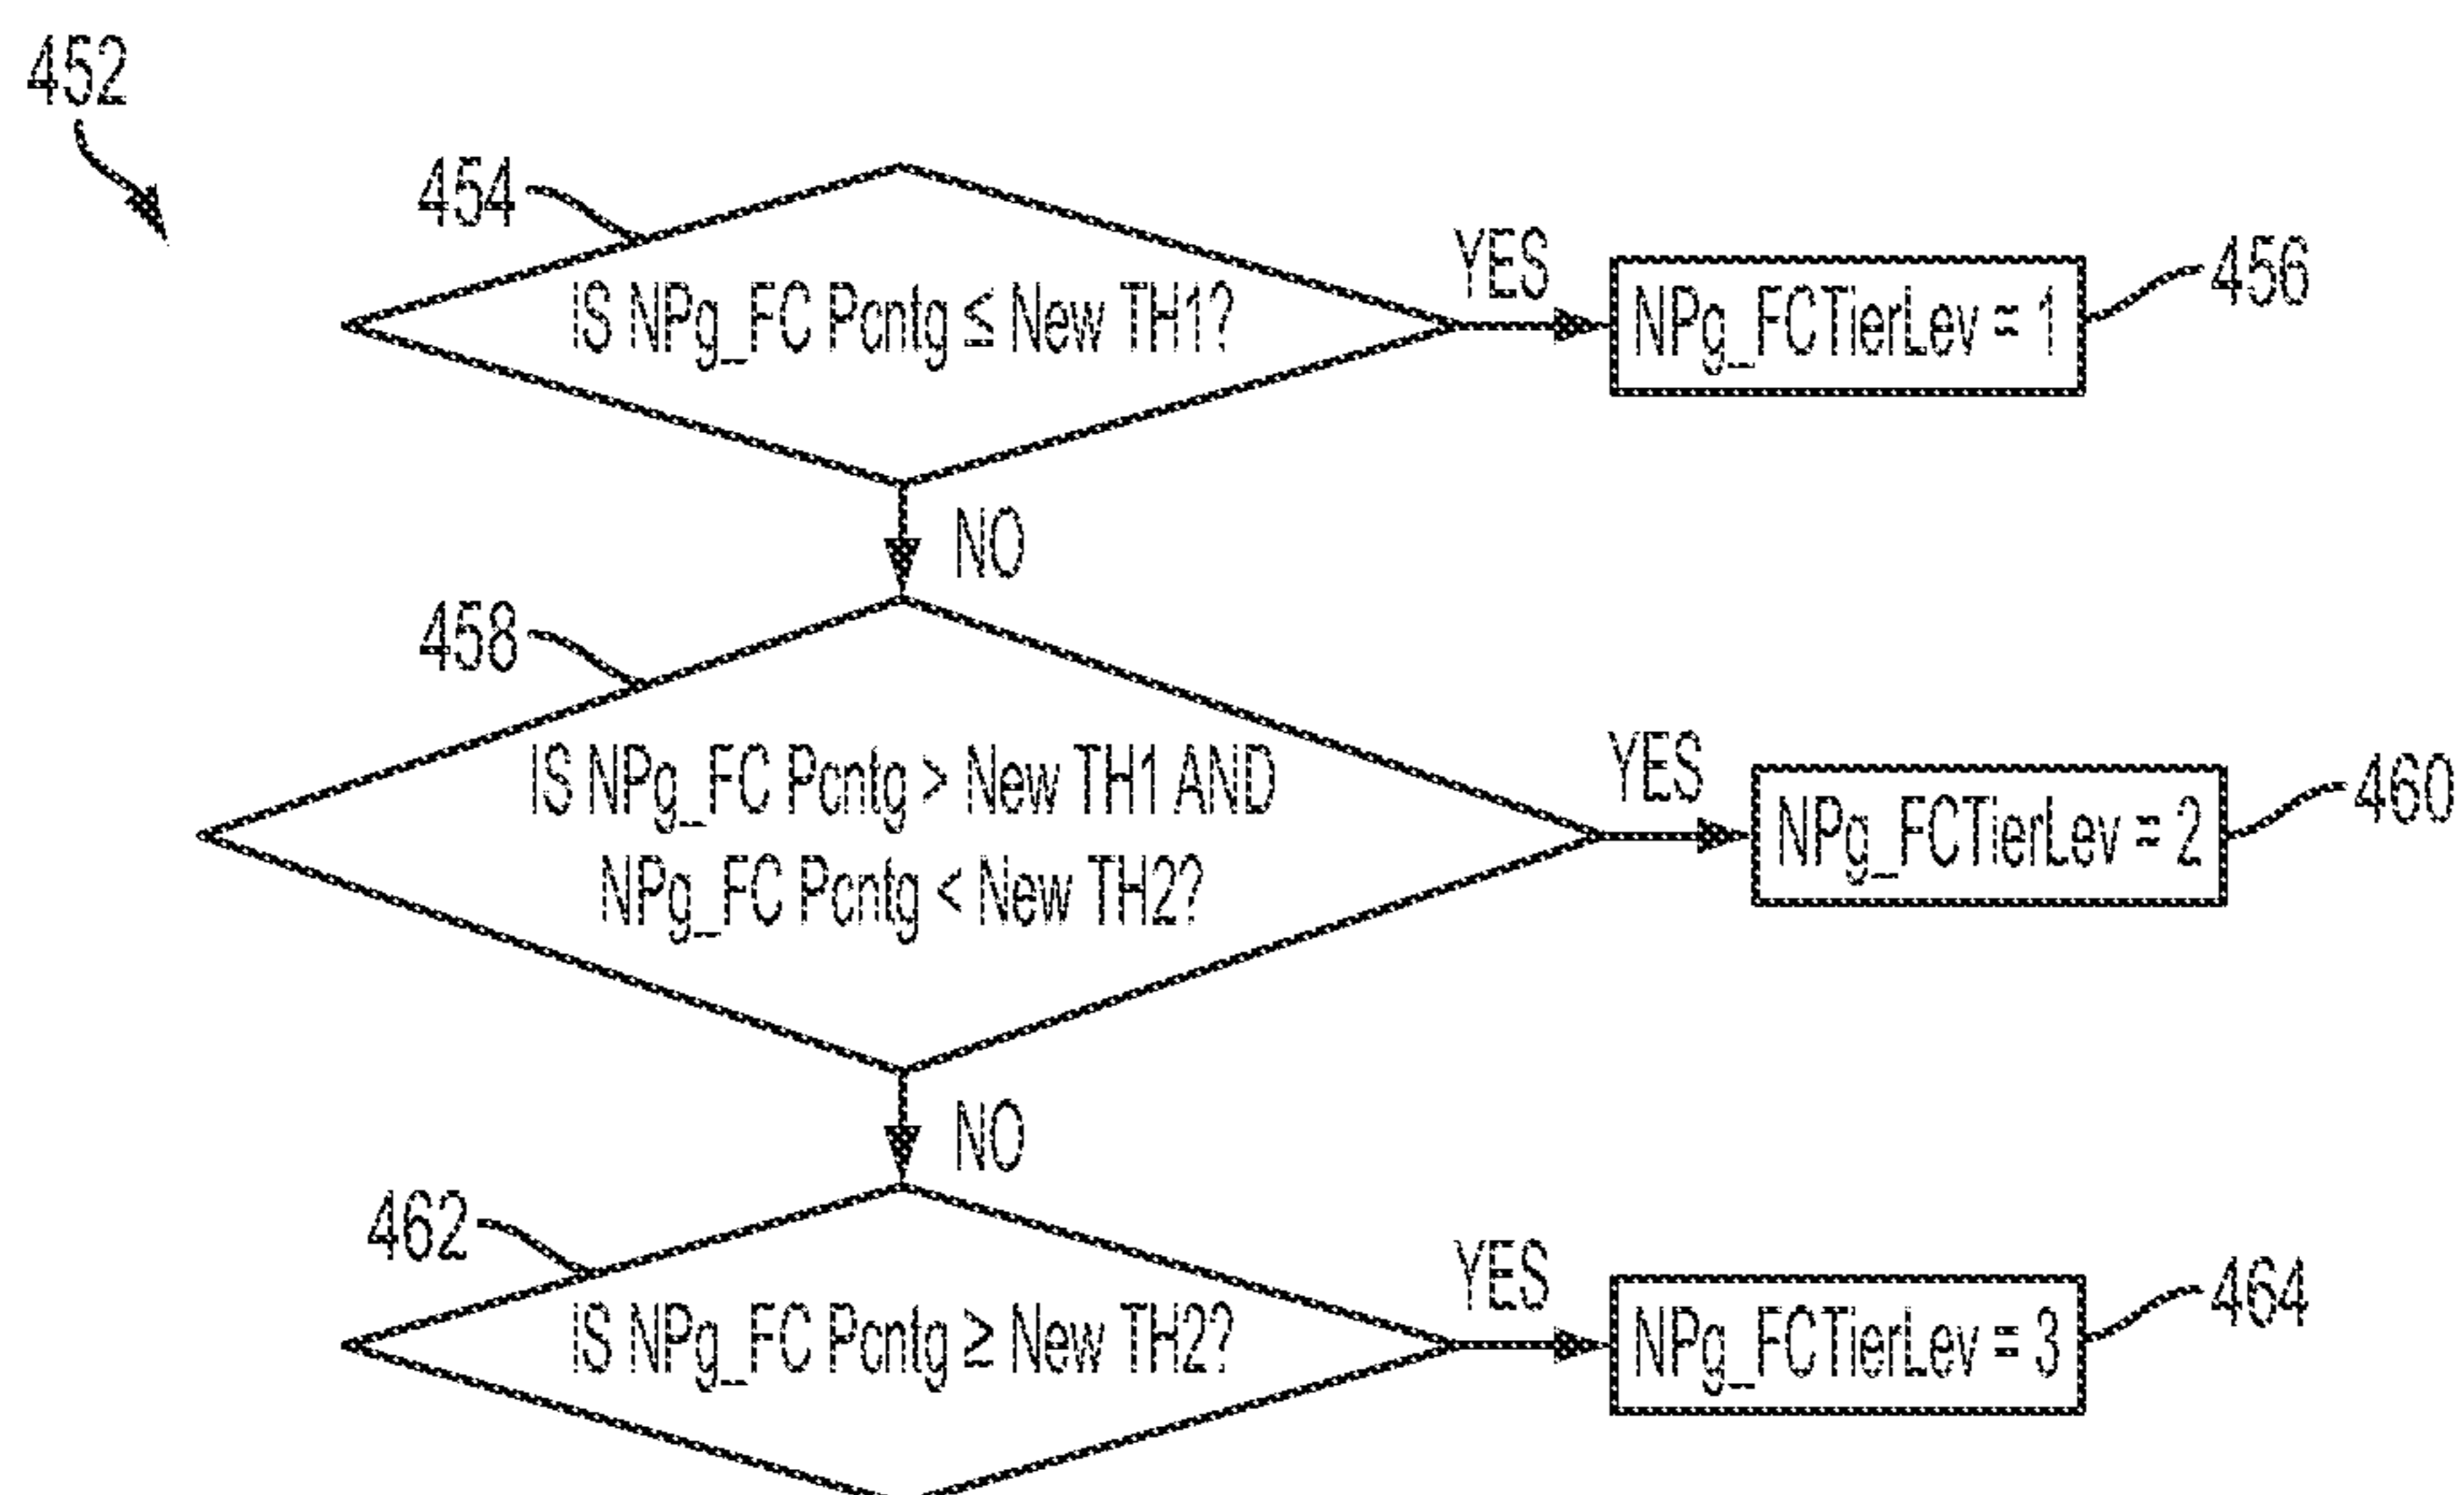 452
454
IS NPg_FC Pcntg ≤ New TH1?
YES
NPg_FCTierLev = 1
456
NO
458
IS NPg_FC Pcntg > New TH1 AND
NPg_FC Pcntg < New TH2?
YES
NPg_FCTierLev = 2
460
NO
462
IS NPg_FC Pcntg ≥ New TH2?
YES
NPg_FCTierLev = 3
464